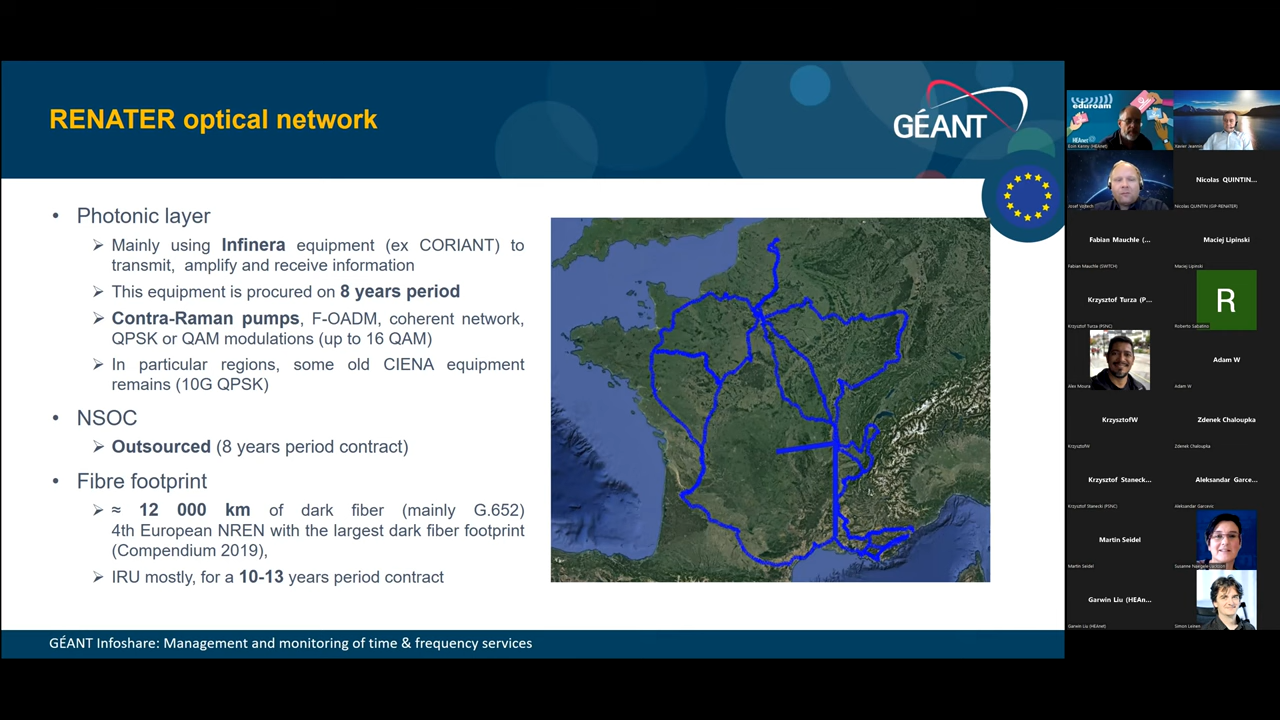 RENATER optical network
GÉANT
• Photonic layer
➢ Mainly using Infinera equipment (ex CORIANT) to
transmit, amplify and receive information
➢ This equipment is procured on 8 years period
➢ Contra-Raman pumps, F-OADM, coherent network,
QPSK or QAM modulations (up to 16 QAM)
➢ In particular regions, some old CIENA equipment
remains (10G QPSK)
• NSOC
➢ Outsourced (8 years period contract)
• Fibre footprint
➢ ≈ 12 000 km of dark fiber (mainly G.652)
4th European NREN with the largest dark fiber footprint
(Compendium 2019),
➢ IRU mostly, for a 10-13 years period contract
GÉANT Infoshare: Management and monitoring of time & frequency services
eduroam
HEAnet
Eoin Kenny (HEAnet)
Xavier Jeannin
Josef Vojtech
Nicolas QUINTIN...
Nicolas QUINTIN (GIP RENATER)
Fabian Mauchle (...
Fabian Mauchle (SWITCH)
Maciej Lipinski
Maciej Lipinski
Krzysztof Turza (P...
Krzysztof Turza (PSNC)
R
Roberto Sabatino
Alex Moura
Adam W
Adam W
KrzysztofW
KrzysztofW
Zdenek Chaloupka
Zdenek Chaloupka
Krzysztof Staneck...
Krzysztof Stanecki (PSNC)
Aleksandar Garce...
Aleksandar Garcevic
Martin Seidel
Martin Seidel
Susanne Naegele-Jackson
Garwin Liu (HEAn...
Garwin Liu (HEAnet)
Simon Leinen